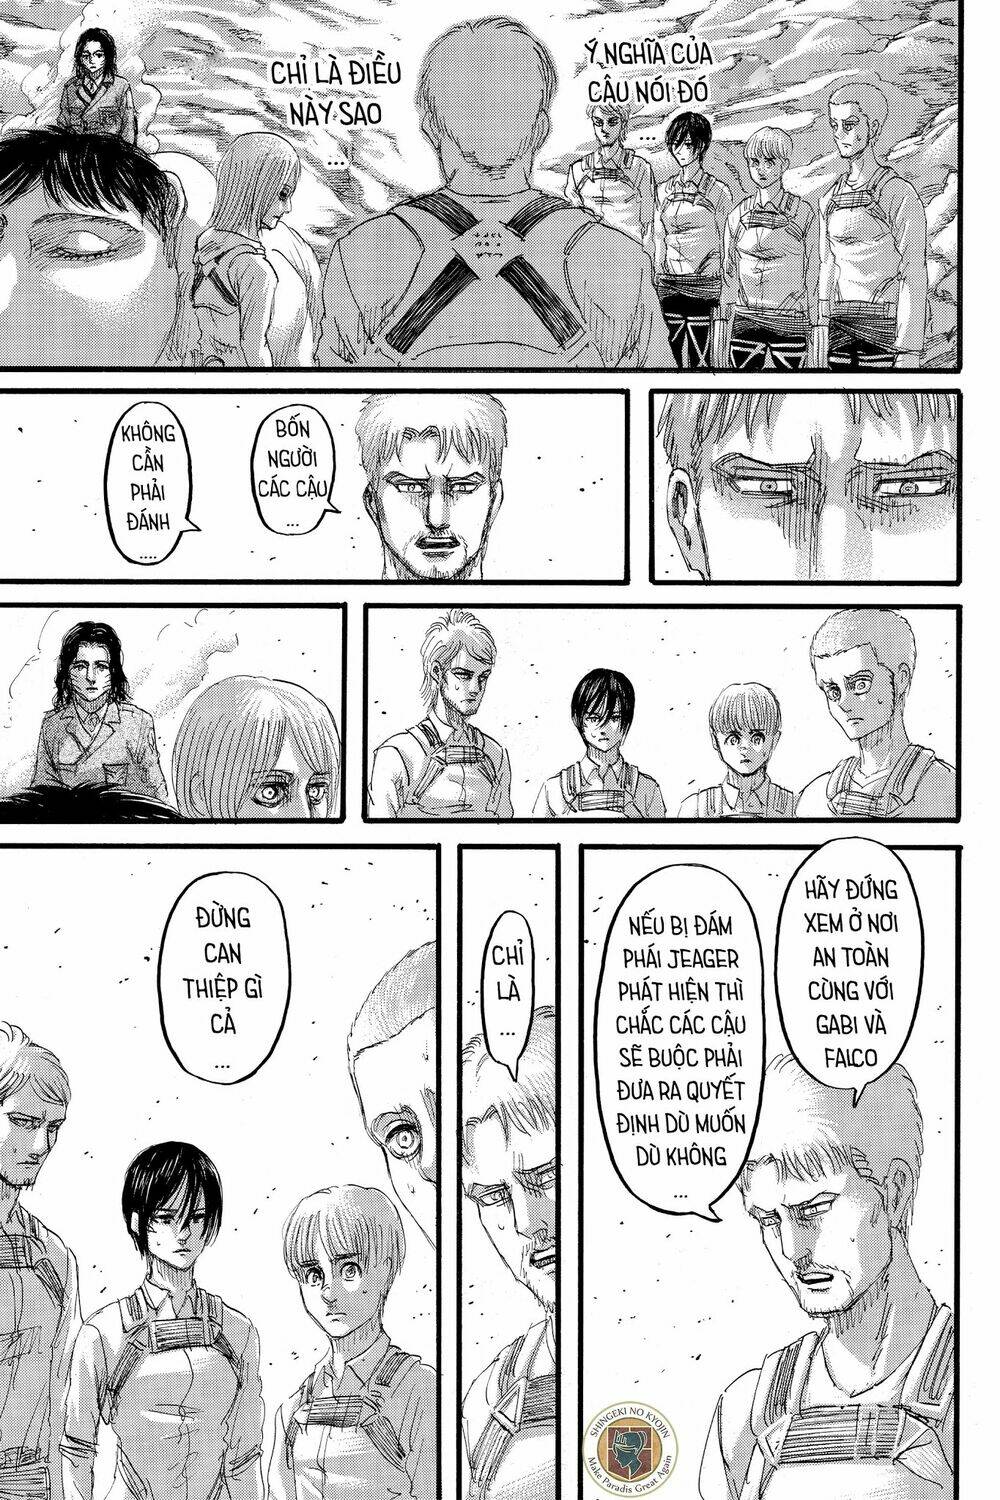 Ý NGHĨA CỦA
CÂU NÓI ĐÓ
...
CHỈ LÀ ĐIỀU
NÀY SAO
...
BỐN
NGƯỜI
CÁC CẬU
...
KHÔNG
CẦN
PHẢI
ĐÁNH
....
HÃY ĐỨNG
XEM Ở NƠI
AN TOÀN
CÙNG VỚI
GABI VÀ
FALCO
NẾU BỊ ĐÁM
PHÁI JEAGER
PHÁT HIỆN THÌ
CHẮC CÁC CẬU
SẼ BUỘC PHẢI
ĐƯA RA QUYẾT
ĐỊNH DÙ MUỐN
DÙ KHÔNG
...
CHỈ
LÀ
...
ĐỪNG
CAN
THIỆP GÌ
CẢ
...
SHINGEKI NO KYOJIN
Make Paradis Great Again